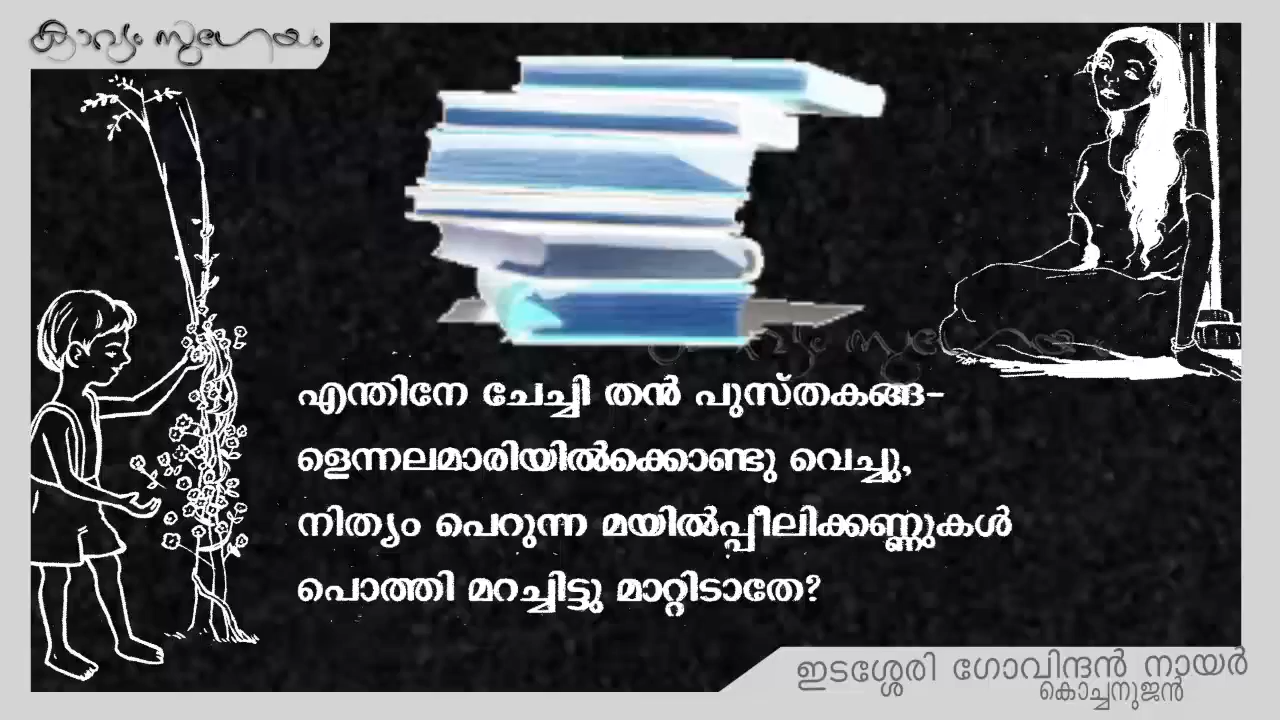 കാവ്യം സുഗേയം
എന്തിനേ ചേച്ചി തൻ പുസ്തകങ്ങ-
ളെന്നലമാരിയിൽക്കൊണ്ടു വെച്ചു,
നിത്യം പെറുന്ന മയിൽപ്പീലിക്കണ്ണുകൾ
പൊത്തി മറച്ചിട്ടു മാറ്റിടാതേ?
ഇടശ്ശേരി ഗോവിന്ദൻ നായർ
കൊച്ചനുജൻ